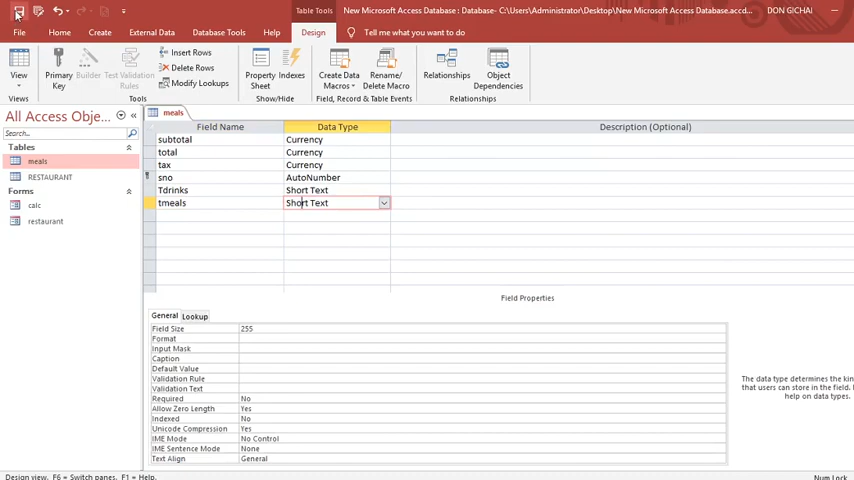 Table Tools
New Microsoft Access Database : Database- C:\Users\Administrator\Desktop\New Microsoft Access Database.accd...
DON GICHAI
File Home Create External Data Database Tools Help Design Tell me what you want to do
View
Primary Key
Builder
Test Validation Rules
Insert Rows
Delete Rows
Modify Lookups
Property Sheet
Indexes
Create Data Macros
Rename/ Delete Macro
Relationships
Object Dependencies
Views Tools Show/Hide Field, Record & Table Events Relationships
All Access Obje...
Search...
Tables
meals
RESTAURANT
Forms
calc
restaurant
meals
Field Name Data Type Description (Optional)
subtotal Currency
total Currency
tax Currency
sno AutoNumber
Tdrinks Short Text
tmeals Short Text
Field Properties
General Lookup
Field Size 255
Format
Input Mask
Caption
Default Value
Validation Rule
Validation Text
Required No
Allow Zero Length Yes
Indexed No
Unicode Compression Yes
IME Mode No Control
IME Sentence Mode None
Text Align General
The data type determines the kin
that users can store in the field.
help on data types.
Design view. F6 = Switch panes. F1 = Help.
Num Lock